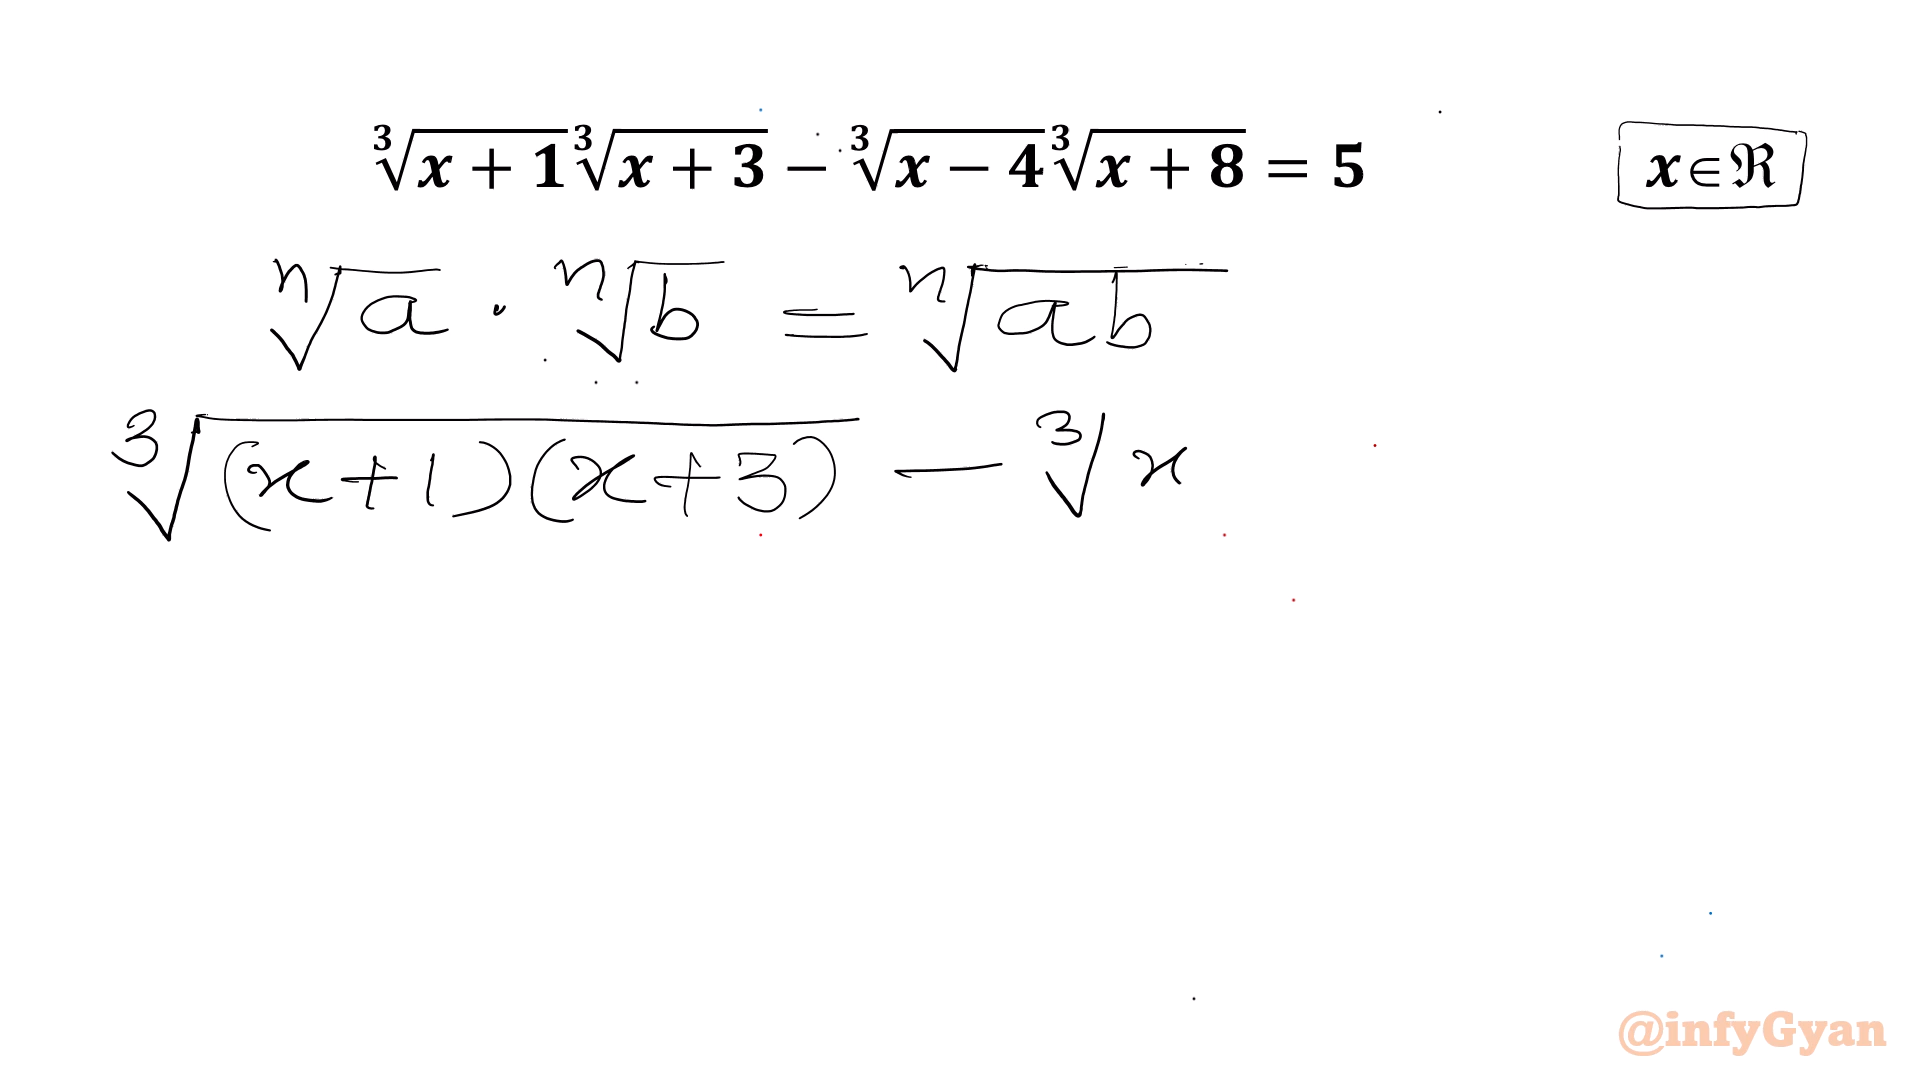 ∛(x + 1) ∛(x + 3) − ∛(x − 4) ∛(x + 8) = 5    x ∈ ℜ
ⁿ√a · ⁿ√b = ⁿ√ab
∛((x+1)(x+3)) − ∛x
@infyGyan